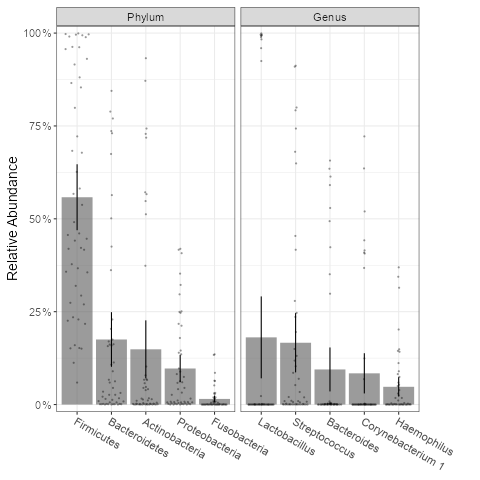 Phylum
Genus
Relative Abundance
100%
75%
50%
25%
0%
Firmicutes
Bacteroidetes
Actinobacteria
Proteobacteria
Fusobacteria
Lactobacillus
Streptococcus
Bacteroides
Corynebacterium 1
Haemophilus